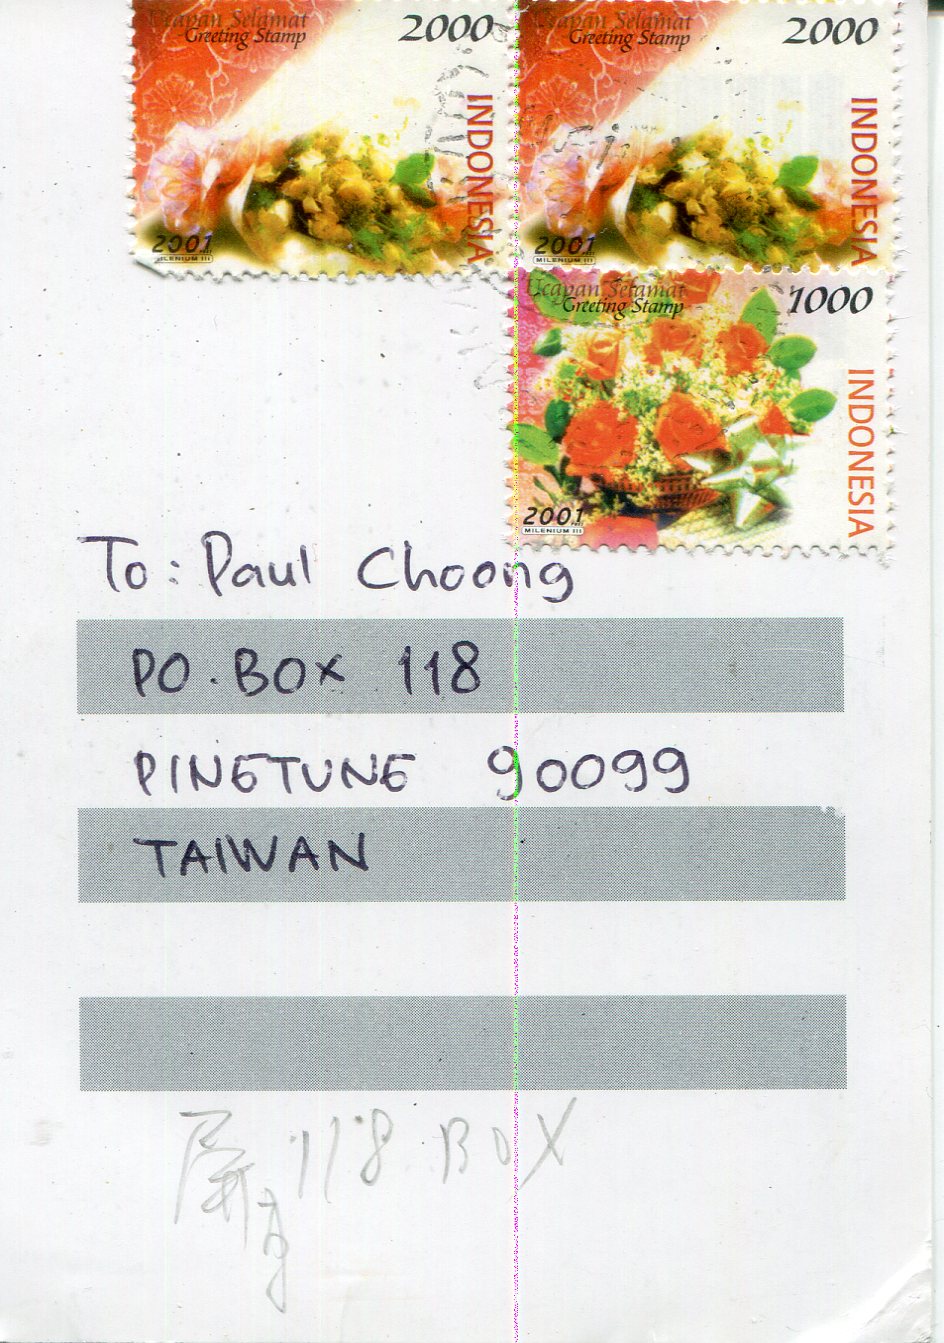 Ucapan Selamat
Greeting Stamp
2000
INDONESIA
2001
MILENIUM III
Ucapan Selamat
Greeting Stamp
2000
INDONESIA
2001
MILENIUM III
Ucapan Selamat
Greeting Stamp
1000
INDONESIA
2001
MILENIUM III
To: Paul Choong
PO. BOX 118
PINGTUNG 90099
TAIWAN
屏 118 BOX